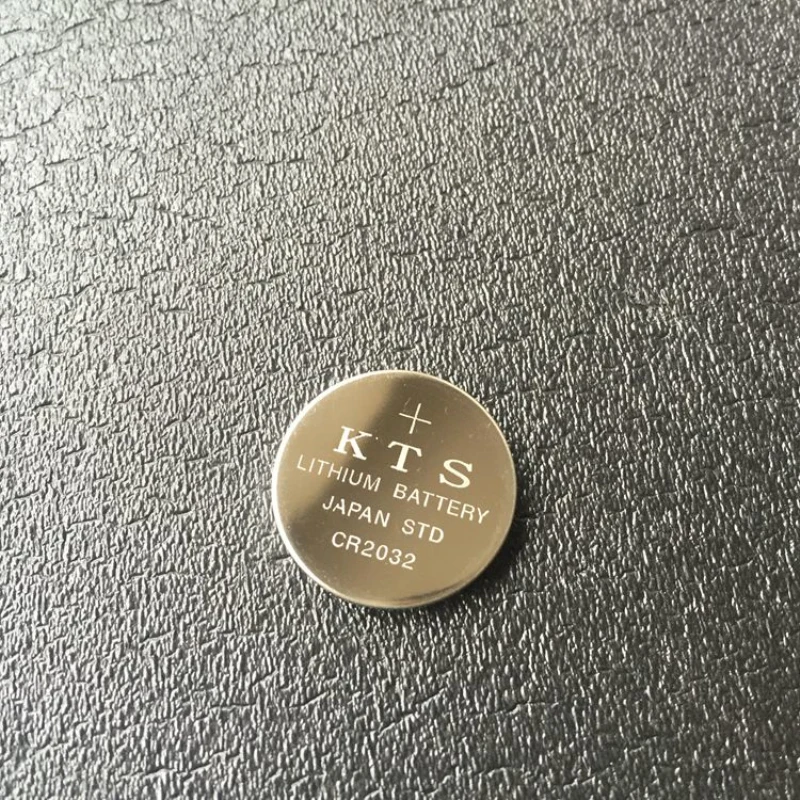 +
KTS
LITHIUM BATTERY
JAPAN STD
CR2032